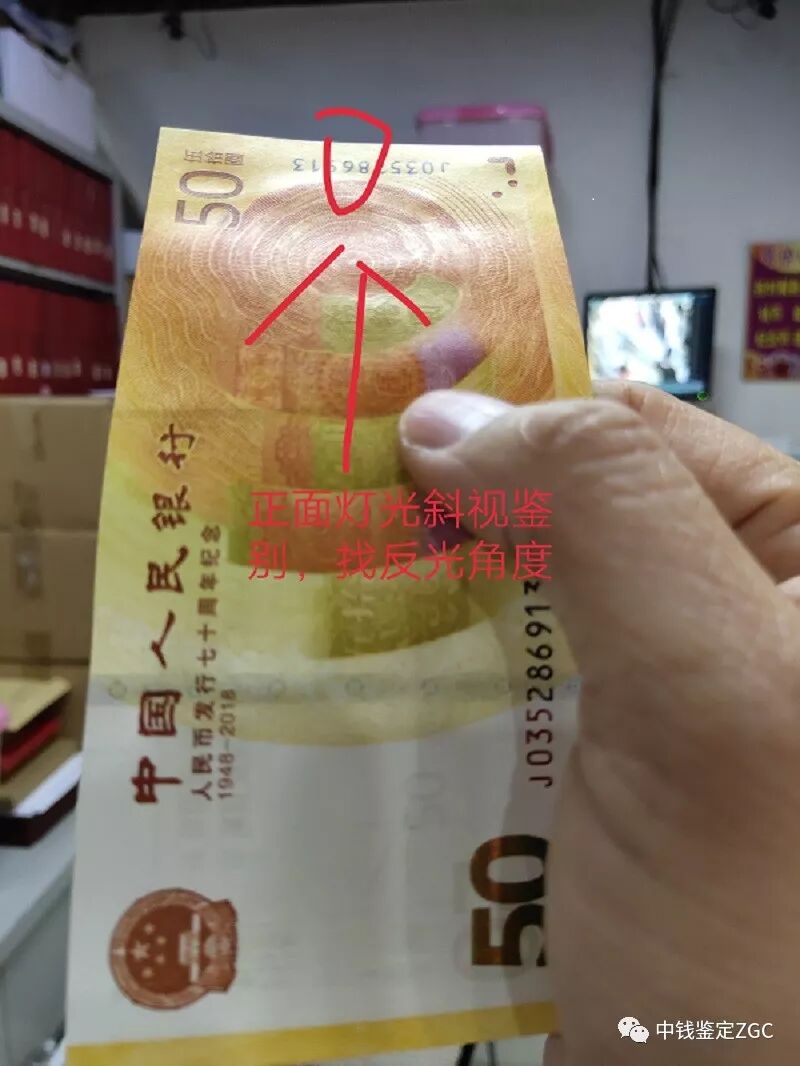 50
伍拾圆
J035286913
正面灯光斜视鉴
别，找反光角度
中国人民银行
人民币发行七十周年纪念
1948-2018
J03528691
50
50
中钱鉴定ZGC